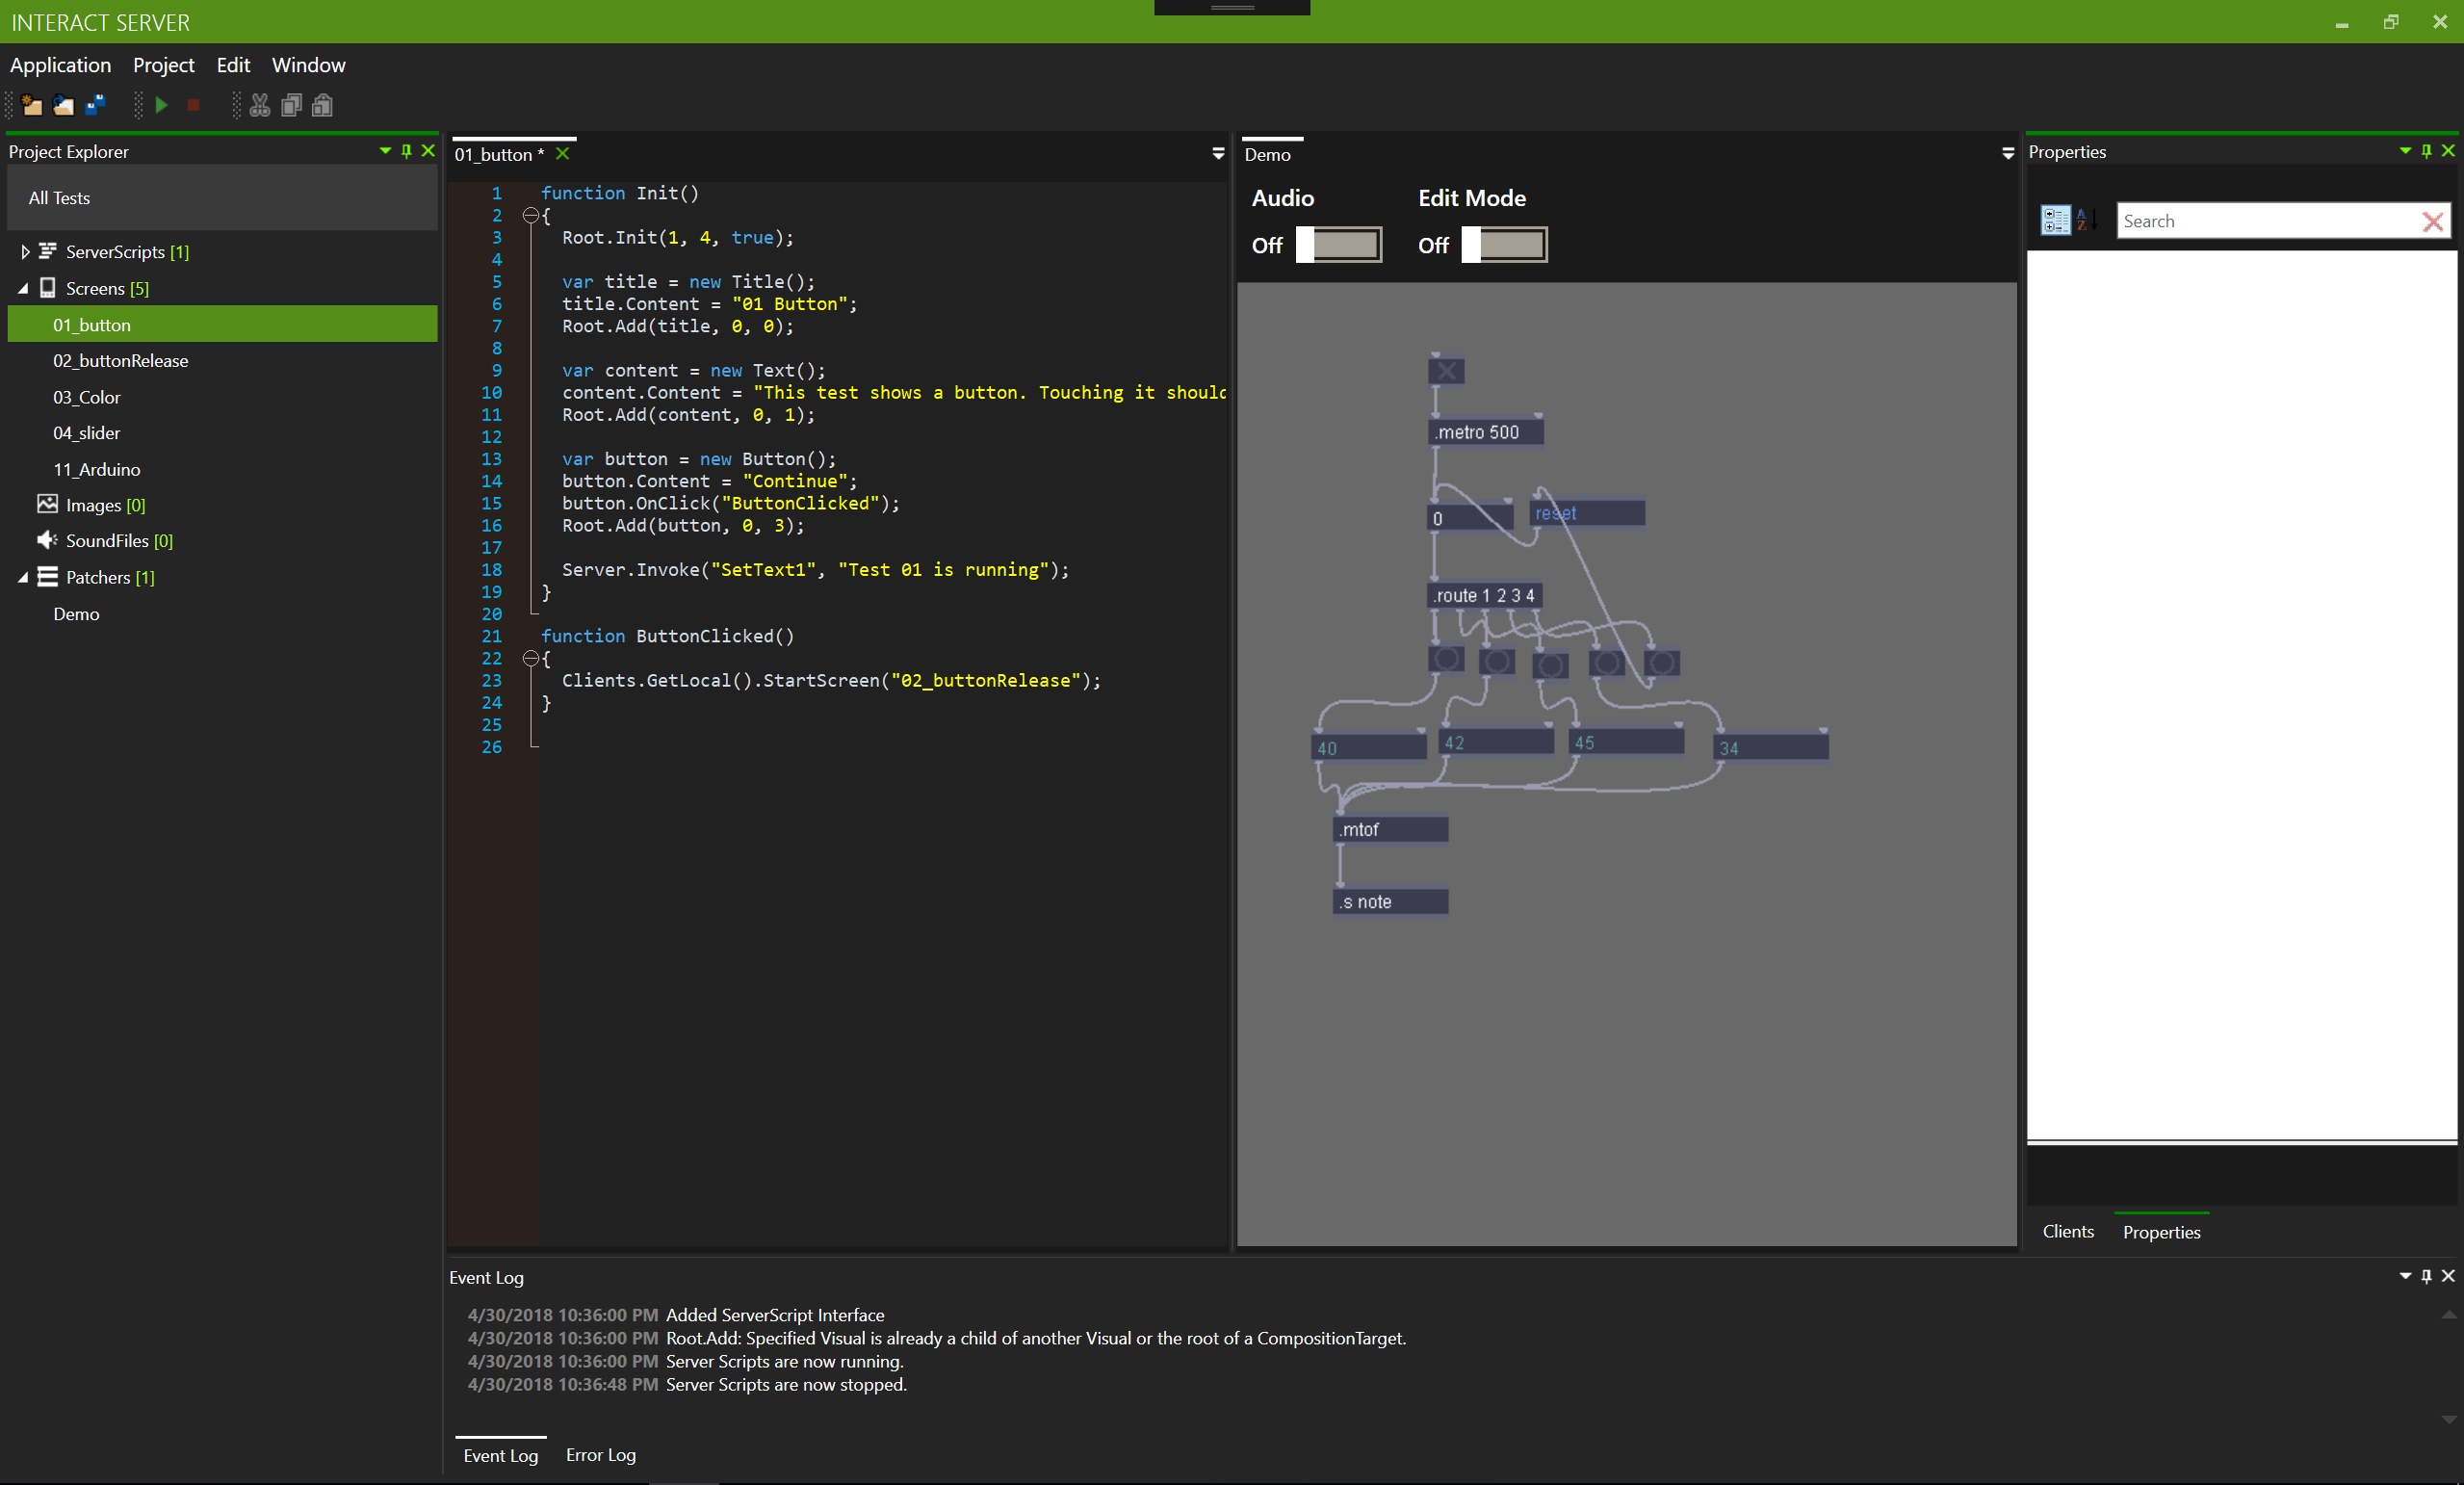 INTERACT SERVER
Application Project Edit Window
Project Explorer
All Tests
ServerScripts [1]
Screens [5]
01_button
02_buttonRelease
03_Color
04_slider
11_Arduino
Images [0]
SoundFiles [0]
Patchers [1]
Demo
01_button *
1 function Init()
2 {
3 Root.Init(1, 4, true);
4
5 var title = new Title();
6 title.Content = "01 Button";
7 Root.Add(title, 0, 0);
8
9 var content = new Text();
10 content.Content = "This test shows a button. Touching it should
11 Root.Add(content, 0, 1);
12
13 var button = new Button();
14 button.Content = "Continue";
15 button.OnClick("ButtonClicked");
16 Root.Add(button, 0, 3);
17
18 Server.Invoke("SetText1", "Test 01 is running");
19 }
20
21 function ButtonClicked()
22 {
23 Clients.GetLocal().StartScreen("02_buttonRelease");
24 }
25
26
Demo
Audio Edit Mode
Off Off
.metro 500
0 reset
.route 1 2 3 4
40 42 45 34
.mtof
.s note
Properties
A
Z
Search
Clients Properties
Event Log
4/30/2018 10:36:00 PM Added ServerScript Interface
4/30/2018 10:36:00 PM Root.Add: Specified Visual is already a child of another Visual or the root of a CompositionTarget.
4/30/2018 10:36:00 PM Server Scripts are now running.
4/30/2018 10:36:48 PM Server Scripts are now stopped.
Event Log Error Log